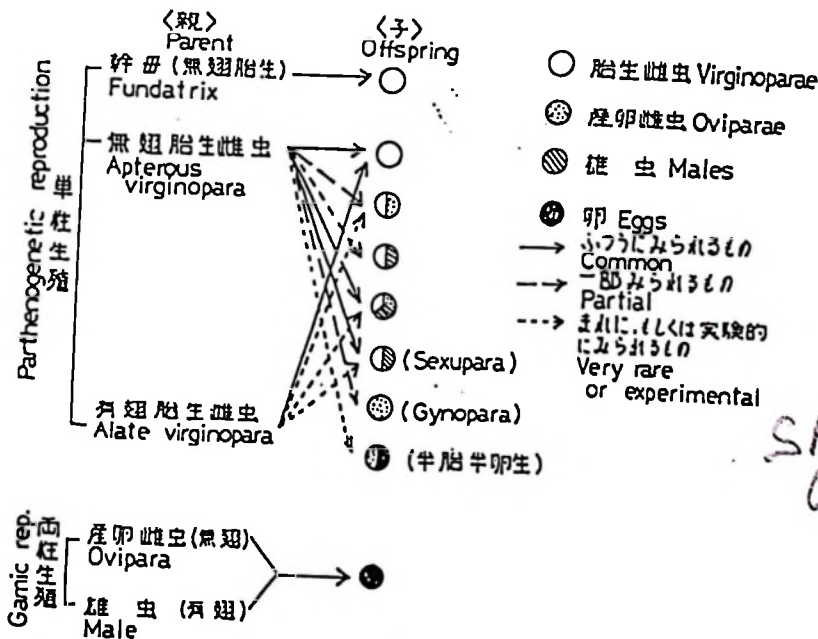 〈親〉
Parent
〈子〉
Offspring
Parthenogenetic reproduction
単性生殖
幹母(無翅胎生)
Fundatrix
無翅胎生雌虫
Apterous
virginopara
有翅胎生雌虫
Alate virginopara
(Sexupara)
(Gynopara)
(半胎半卵生)
胎生雌虫 Virginoparae
産卵雌虫 Oviparae
雄 虫 Males
卵 Eggs
ふつうにみられるもの
Common
一部みられるもの
Partial
まれに,もしくは実験的
にみられるもの
Very rare
or experimental
Gamic rep.
両性生殖
産卵雌虫(無翅)
Ovipara
雄 虫 (有翅)
Male